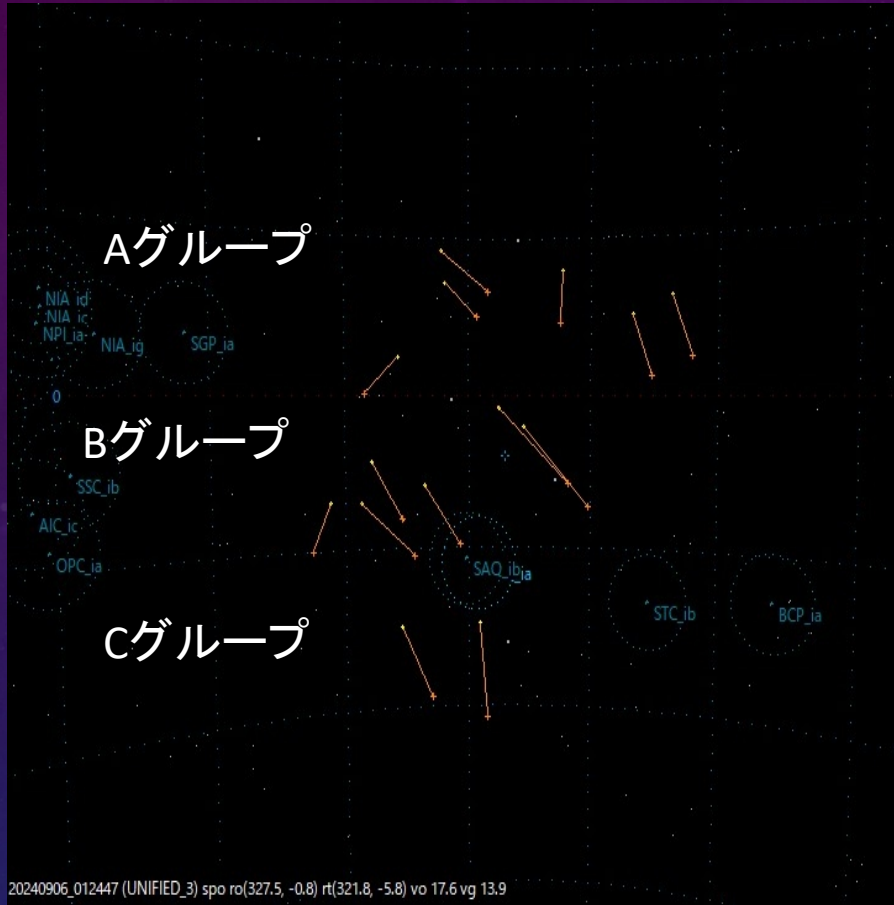 Aグループ
NIA_id
NIA_ic
NPI_ia
NIA_ig
SGP_ia
0
Bグループ
SSC_ib
AIC_ic
OPC_ia
SAQ_ib
ia
STC_ib
BCP_ia
Cグループ
20240906_012447 (UNIFIED_3) spo ro(327.5, -0.8) rt(321.8, -5.8) vo 17.6 vg 13.9